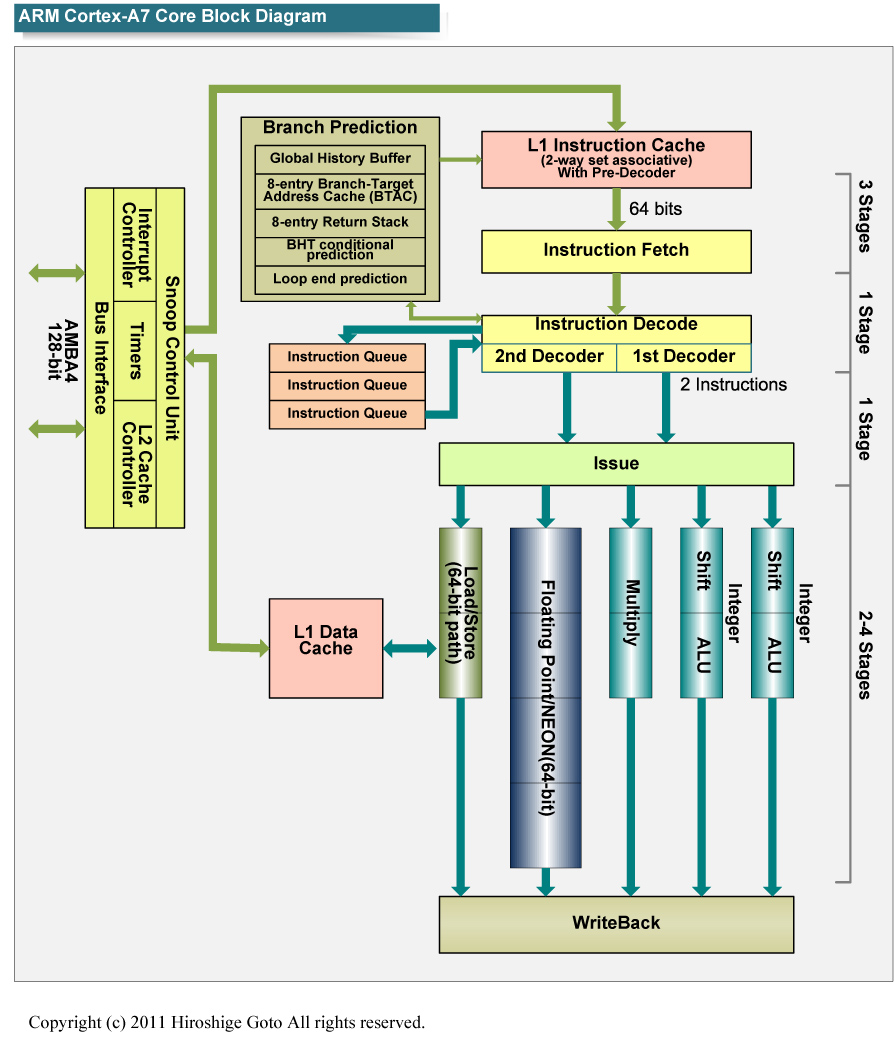 ARM Cortex-A7 Core Block Diagram
Branch Prediction
Global History Buffer
8-entry Branch-Target
Address Cache (BTAC)
8-entry Return Stack
BHT conditional
prediction
Loop end prediction
L1 Instruction Cache
(2-way set associative)
With Pre-Decoder
64 bits
Instruction Fetch
3 Stages
Instruction Decode
2nd Decoder
1st Decoder
1 Stage
2 Instructions
Instruction Queue
Instruction Queue
Instruction Queue
Interrupt
Controller
Timers
L2 Cache
Controller
Snoop Control Unit
Bus Interface
AMBA4
128-bit
1 Stage
Issue
Load/Store
(64-bit path)
Floating Point/NEON(64-bit)
Multiply
Shift
ALU
Integer
Shift
ALU
Integer
2-4 Stages
L1 Data
Cache
WriteBack
Copyright (c) 2011 Hiroshige Goto All rights reserved.